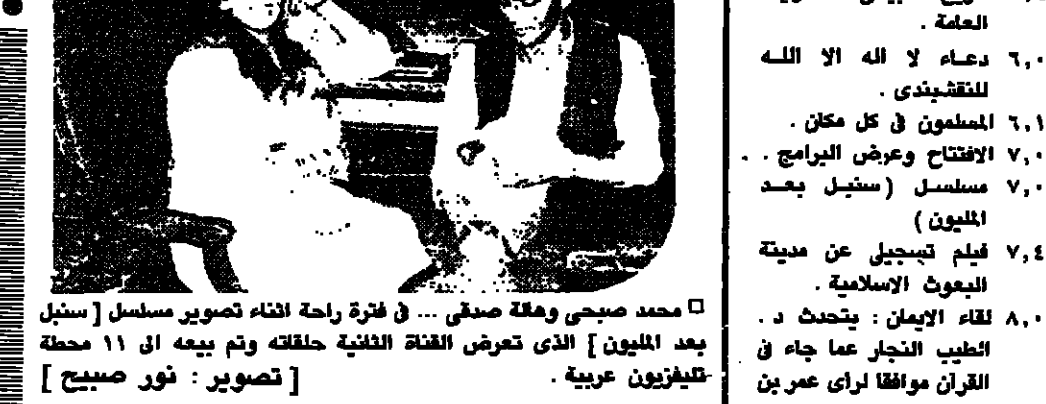 العامة .
٦,٠ دعاء لا اله الا الله
للنقشبندى .
٦,١ المسلمون فى كل مكان .
٧,٠ الافتتاح وعرض البرامج . .
٧,٠ مسلسل ( سنبل بعد
المليون )
٧,٤ فيلم تسجيلى عن مدينة
البعوث الاسلامية .
٨,٠ لقاء الايمان : يتحدث د .
الطيب النجار عما جاء فى
القرآن موافقا لراى عمر بن
□ محمد صبحى وهالة صدقى ... فى فترة راحة اثناء تصوير مسلسل [ سنبل
بعد المليون ] الذى تعرض القناة الثانية حلقاته وتم بيعه الى ١١ محطة
تليفزيون عربية .
[ تصوير : نور صبيح ]